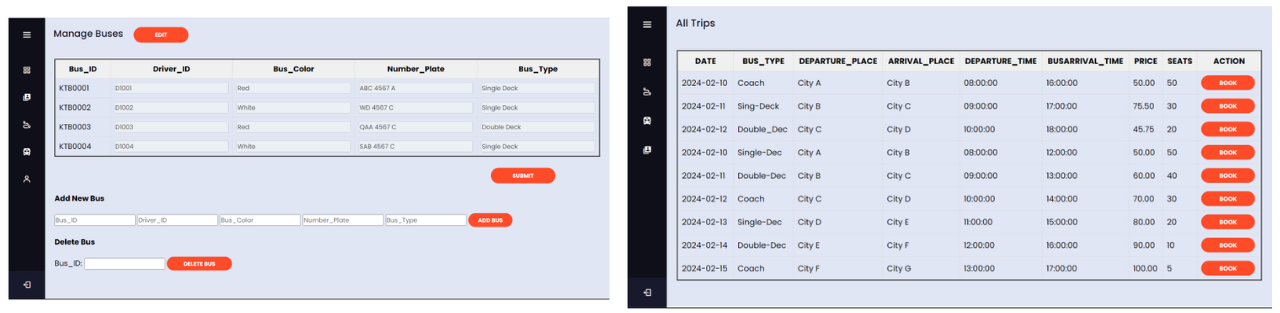 Manage Buses EDIT
Bus_ID Driver_ID Bus_Color Number_Plate Bus_Type
KTB0001 D1001 Red ABC 4567 A Single Deck
KTB0002 D1002 White WD 4567 C Single Deck
KTB0003 D1003 Red QAA 4567 C Double Deck
KTB0004 D1004 White SAB 4567 C Single Deck
SUBMIT
Add New Bus
Bus_ID Driver_ID Bus_Color Number_Plate Bus_Type ADD BUS
Delete Bus
Bus_ID: DELETE BUS
All Trips
DATE BUS_TYPE DEPARTURE_PLACE ARRIVAL_PLACE DEPARTURE_TIME BUSARRIVAL_TIME PRICE SEATS ACTION
2024-02-10 Coach City A City B 08:00:00 16:00:00 50.00 50 BOOK
2024-02-11 Sing-Deck City B City C 09:00:00 17:00:00 75.50 30 BOOK
2024-02-12 Double_Dec City C City D 10:00:00 18:00:00 45.75 20 BOOK
2024-02-10 Single-Dec City A City B 08:00:00 12:00:00 50.00 50 BOOK
2024-02-11 Double-Dec City B City C 09:00:00 13:00:00 60.00 40 BOOK
2024-02-12 Coach City C City D 10:00:00 14:00:00 70.00 30 BOOK
2024-02-13 Single-Dec City D City E 11:00:00 15:00:00 80.00 20 BOOK
2024-02-14 Double-Dec City E City F 12:00:00 16:00:00 90.00 10 BOOK
2024-02-15 Coach City F City G 13:00:00 17:00:00 100.00 5 BOOK